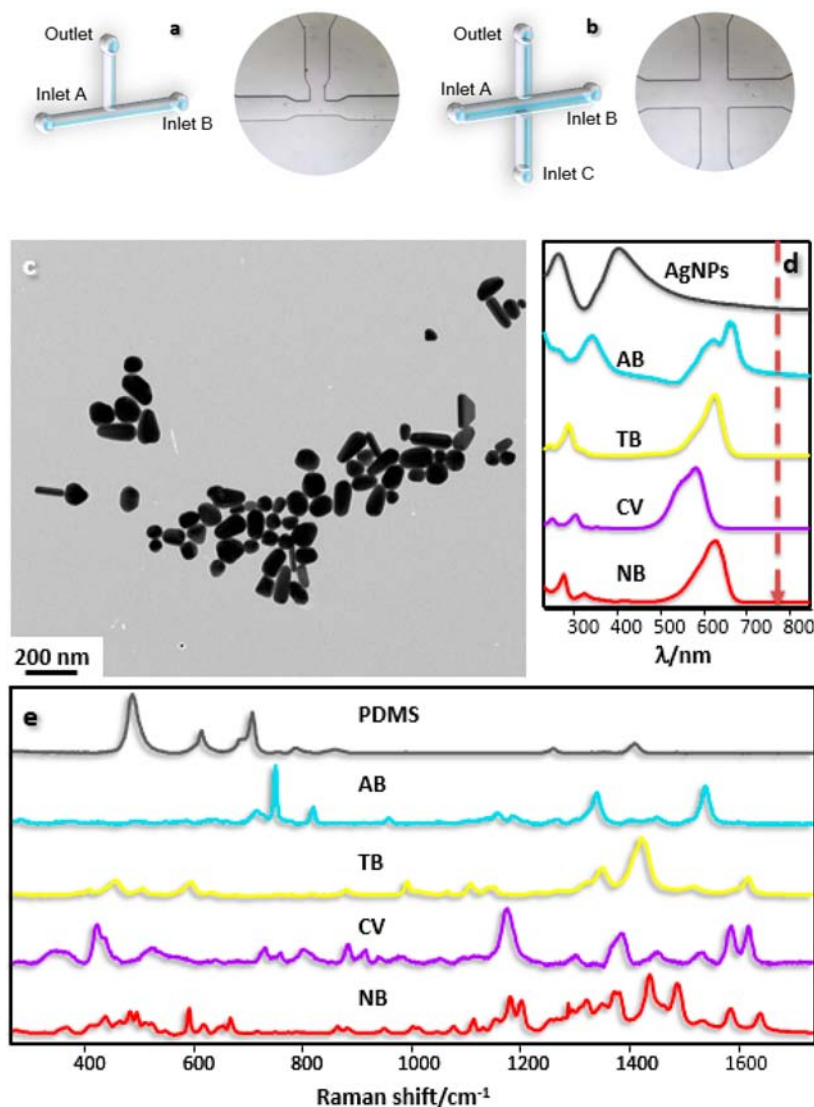 a
Outlet
Inlet A
Inlet B
b
Outlet
Inlet A
Inlet B
Inlet C
c
200 nm
d
AgNPs
AB
TB
CV
NB
300 400 500 600 700 800
λ/nm
e
PDMS
AB
TB
CV
NB
400 600 800 1000 1200 1400 1600
Raman shift/cm⁻¹